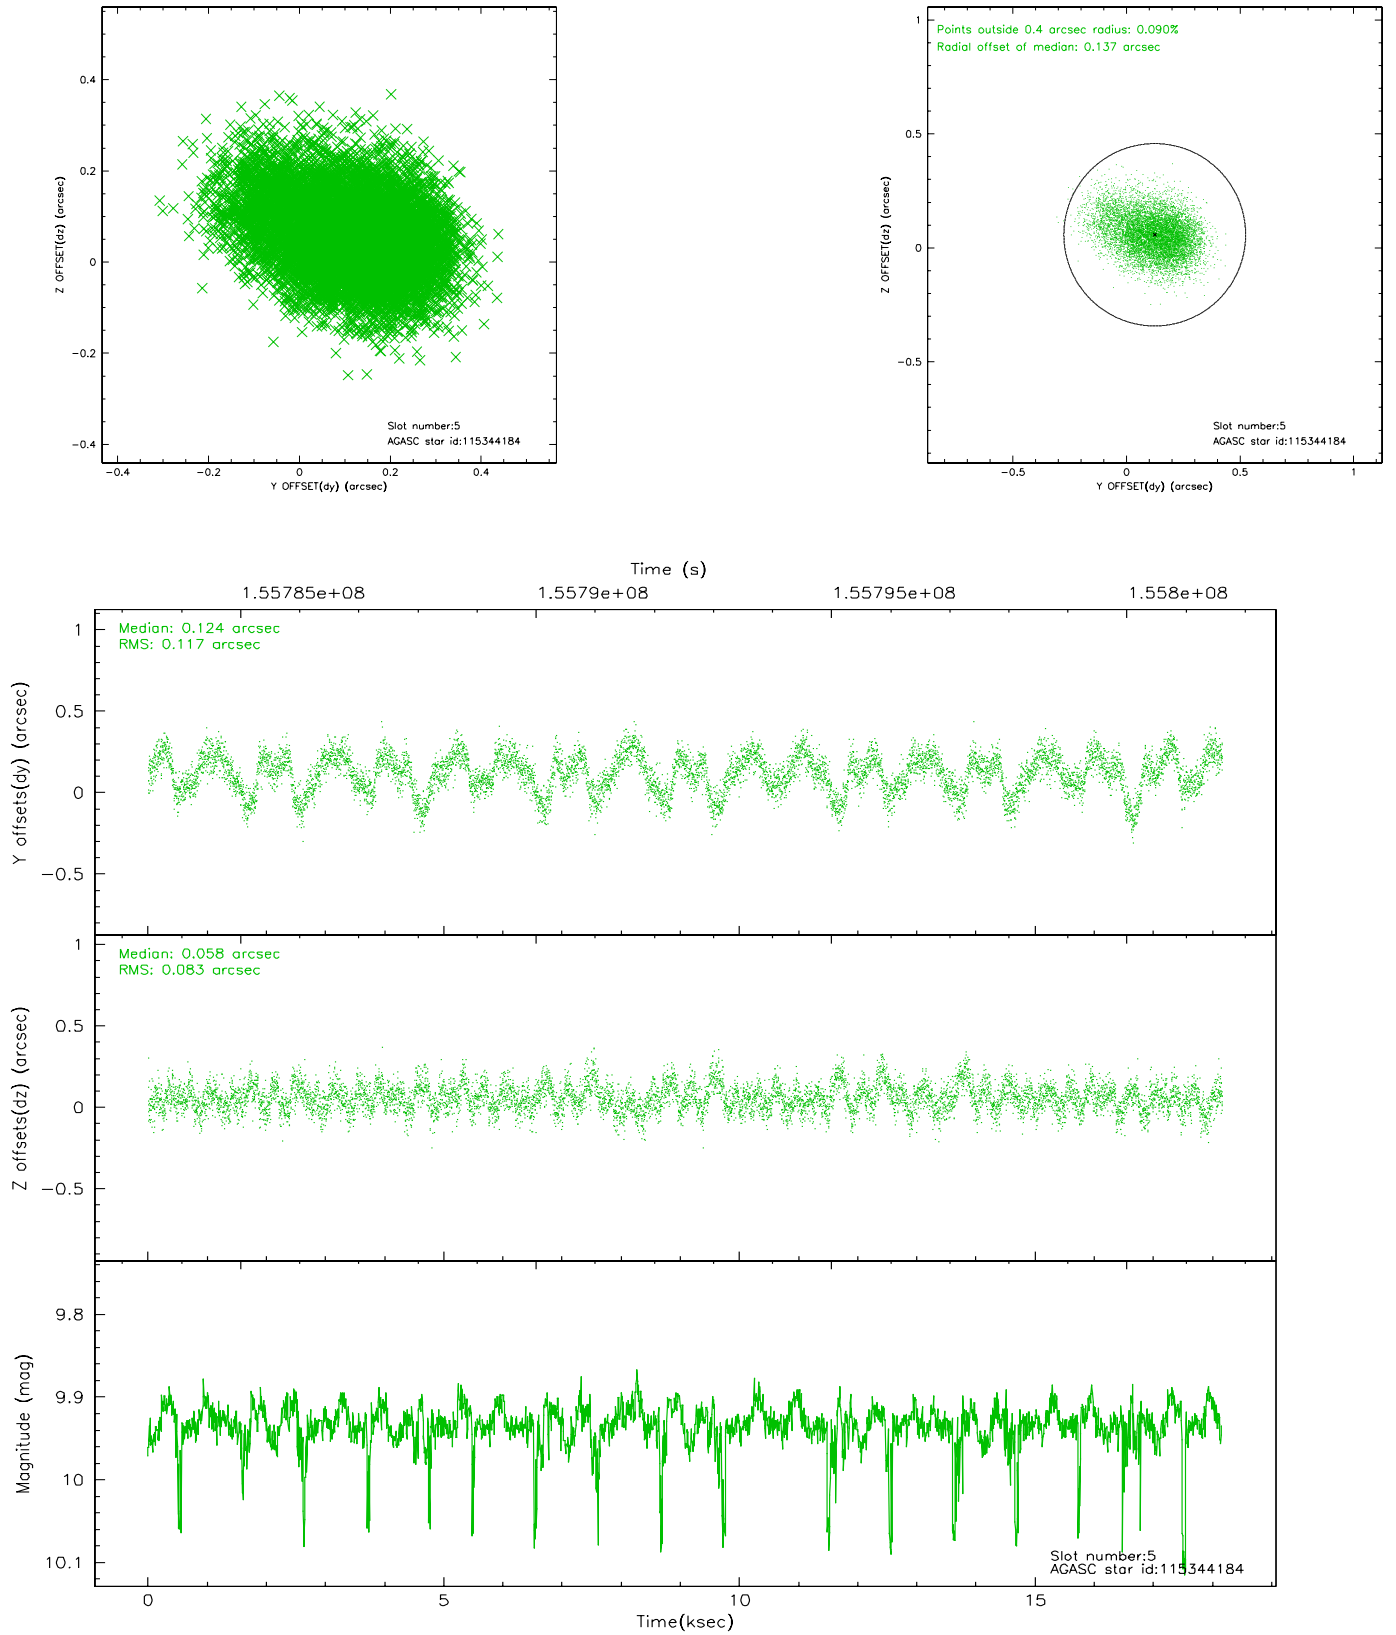 0.4
0.2
0
−0.2
−0.4
Z OFFSET(dz) (arcsec)
Slot number:5
AGASC star id:115344184
−0.4 −0.2 0 0.2 0.4
Y OFFSET(dy) (arcsec)
Points outside 0.4 arcsec radius: 0.090%
Radial offset of median: 0.137 arcsec
1
0.5
0
−0.5
Z OFFSET(dz) (arcsec)
Slot number:5
AGASC star id:115344184
−0.5 0 0.5 1
Y OFFSET(dy) (arcsec)
Time (s)
1.55785e+08 1.5579e+08 1.55795e+08 1.558e+08
Median: 0.124 arcsec
RMS: 0.117 arcsec
1
0.5
0
−0.5
Y offsets(dy) (arcsec)
Median: 0.058 arcsec
RMS: 0.083 arcsec
1
0.5
0
−0.5
Z offsets(dz) (arcsec)
9.8
9.9
10
10.1
Magnitude (mag)
Slot number:5
AGASC star id:115344184
0 5 10 15
Time(ksec)